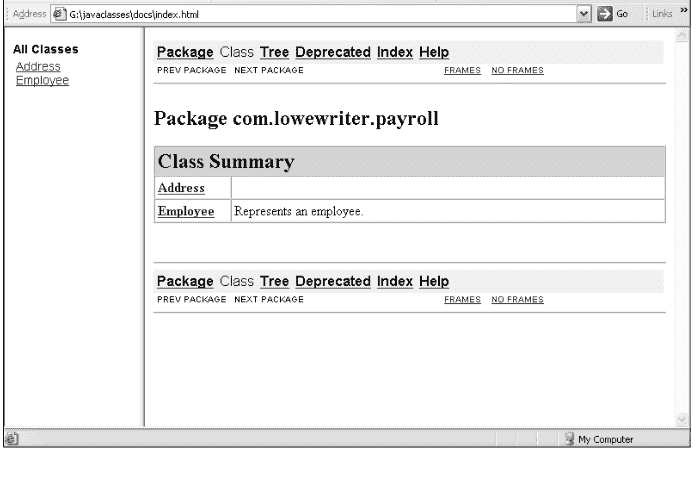 Address G:\javaclasses\docs\index.html Go Links »
All Classes
Address
Employee
Package Class Tree Deprecated Index Help
PREV PACKAGE NEXT PACKAGE FRAMES NO FRAMES
Package com.lowewriter.payroll
Class Summary
Address
Employee Represents an employee.
Package Class Tree Deprecated Index Help
PREV PACKAGE NEXT PACKAGE FRAMES NO FRAMES
My Computer